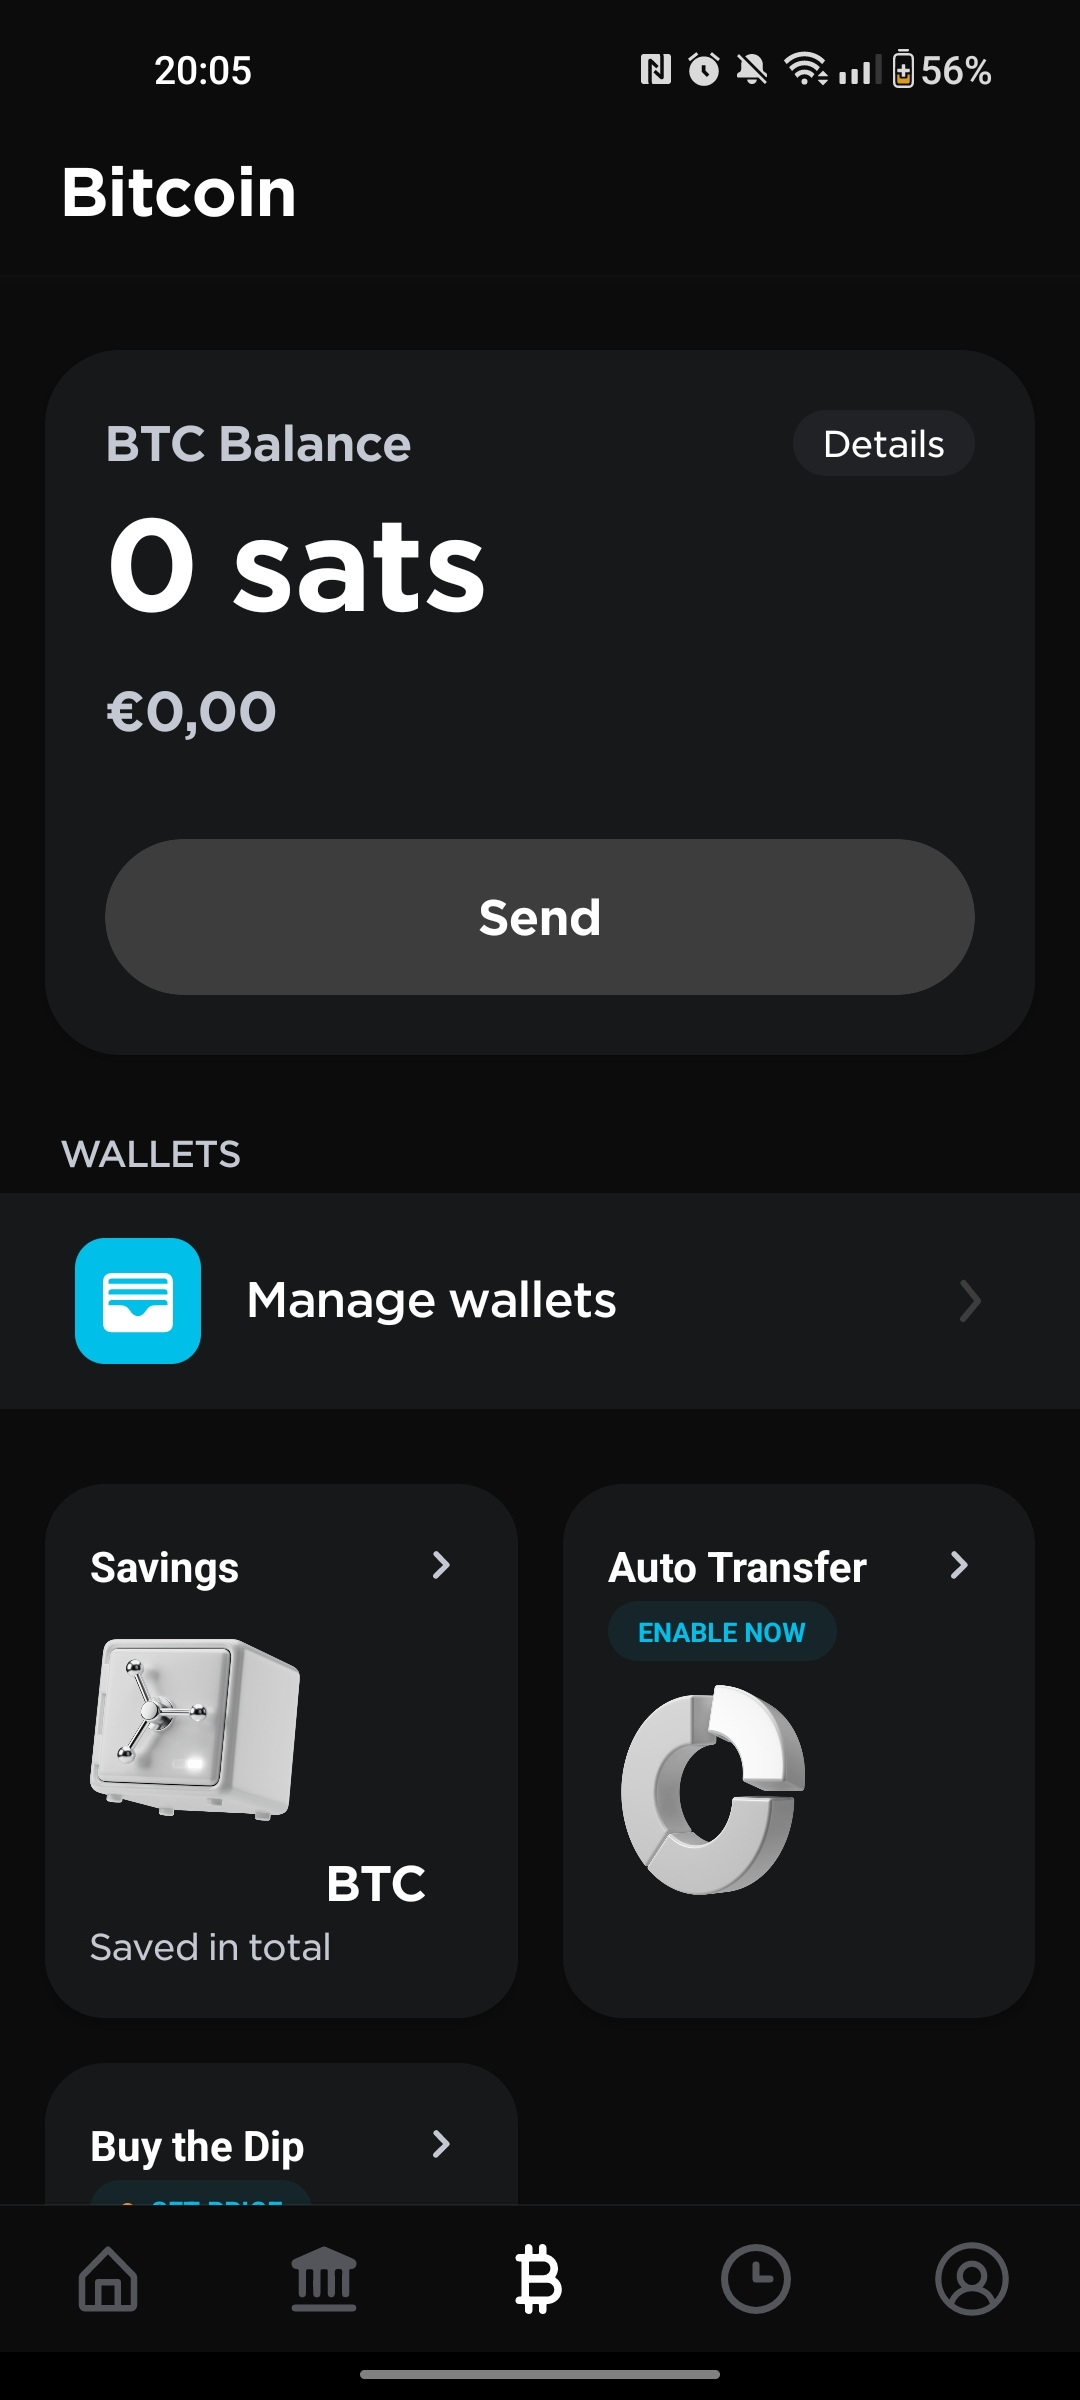 20:05
56%
Bitcoin
BTC Balance
Details
0 sats
€0,00
Send
WALLETS
Manage wallets
Savings
Auto Transfer
ENABLE NOW
BTC
Saved in total
Buy the Dip